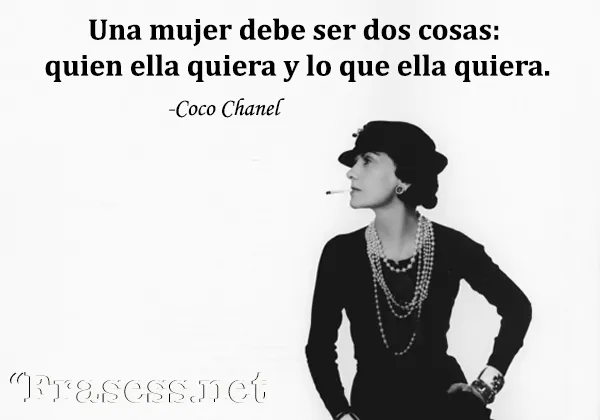 Una mujer debe ser dos cosas:
quien ella quiera y lo que ella quiera.
-Coco Chanel
“Frasess.net